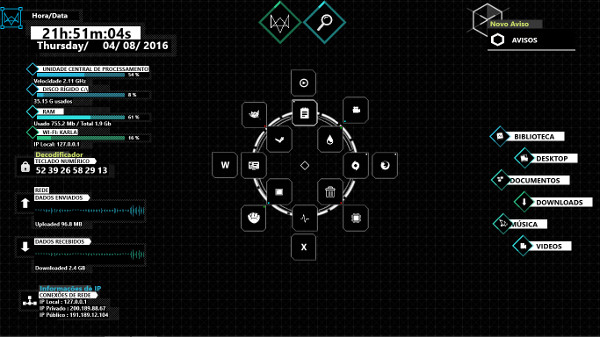 Hora/Data
21h:51m:04s
Thursday/ 04/ 08/ 2016
UNIDADE CENTRAL DE PROCESSAMENTO
54 %
Velocidade 2.11 GHz
DISCO RÍGIDO C:\
8 %
35.15 G usados
RAM
61 %
Usado 755.2 Mb / Total 1.9 Gb
WI-FI: KARLA
16 %
IP Local: 127.0.0.1
Decodificador
TECLADO NUMÉRICO
52 39 26 58 29 13
REDE
DADOS ENVIADOS
Uploaded 96.8 MB
DADOS RECEBIDOS
Downloaded 2.4 GB
Informações de IP
CONEXÕES DE REDE
IP Local : 127.0.0.1
IP Privado : 200.189.88.67
IP Público : 191.189.12.104
W
X
Novo Aviso
AVISOS
BIBLIOTECA
DESKTOP
DOCUMENTOS
DOWNLOADS
MÚSICA
VIDEOS